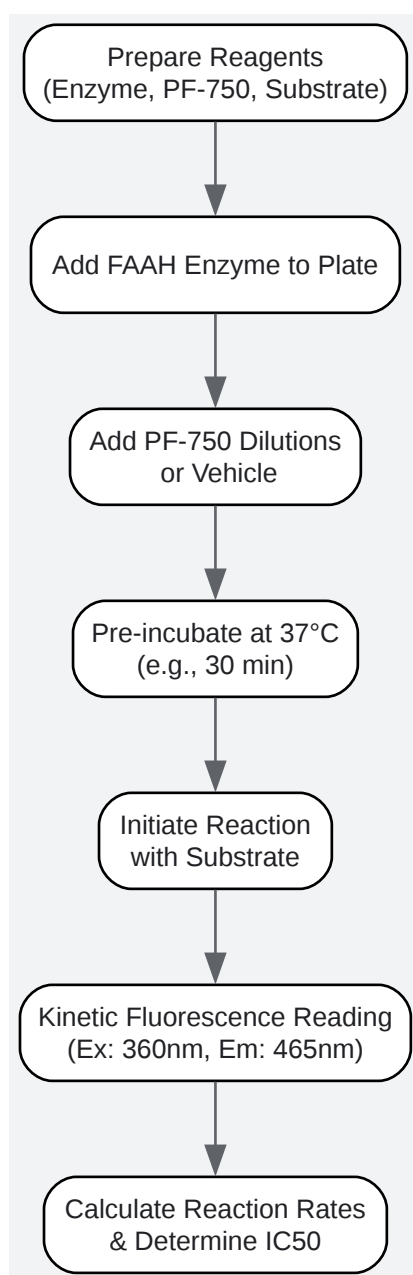 Prepare Reagents
(Enzyme, PF-750, Substrate)
Add FAAH Enzyme to Plate
Add PF-750 Dilutions
or Vehicle
Pre-incubate at 37°C
(e.g., 30 min)
Initiate Reaction
with Substrate
Kinetic Fluorescence Reading
(Ex: 360nm, Em: 465nm)
Calculate Reaction Rates
& Determine IC50